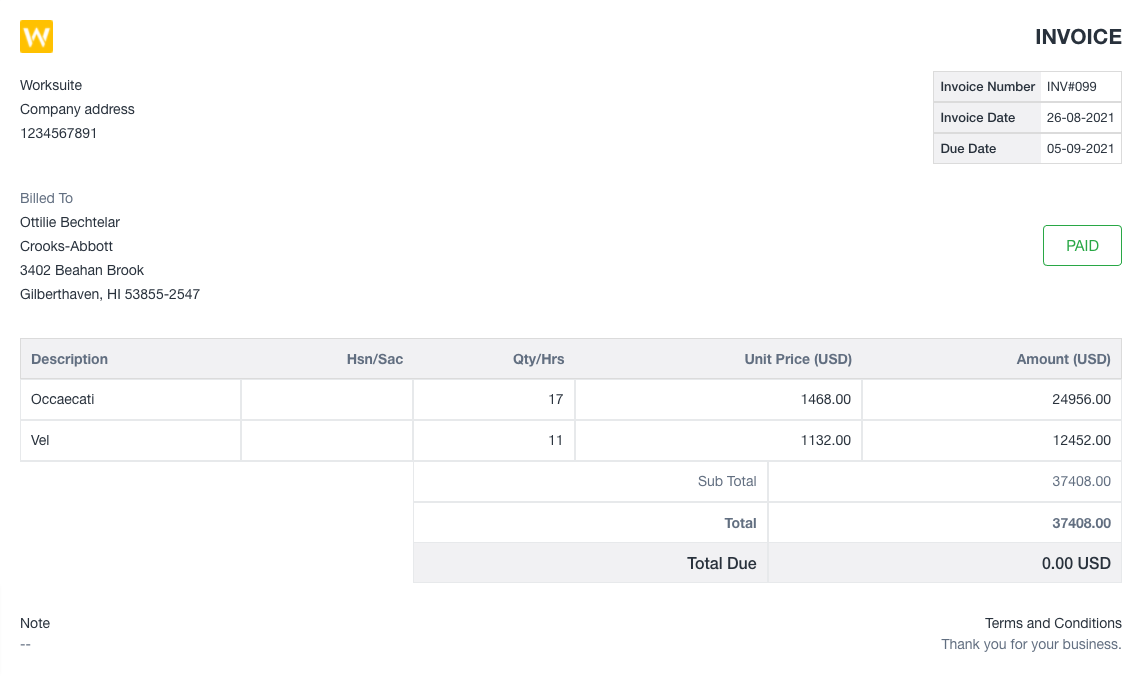 W
INVOICE
Worksuite
Company address
1234567891
Invoice Number INV#099
Invoice Date 26-08-2021
Due Date 05-09-2021
Billed To
Ottilie Bechtelar
Crooks-Abbott
3402 Beahan Brook
Gilberthaven, HI 53855-2547
PAID
Description Hsn/Sac Qty/Hrs Unit Price (USD) Amount (USD)
Occaecati 17 1468.00 24956.00
Vel 11 1132.00 12452.00
Sub Total 37408.00
Total 37408.00
Total Due 0.00 USD
Note
--
Terms and Conditions
Thank you for your business.